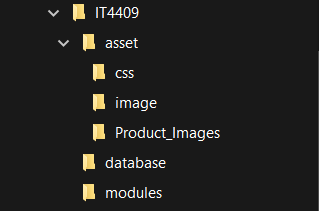 IT4409
asset
css
image
Product_Images
database
modules